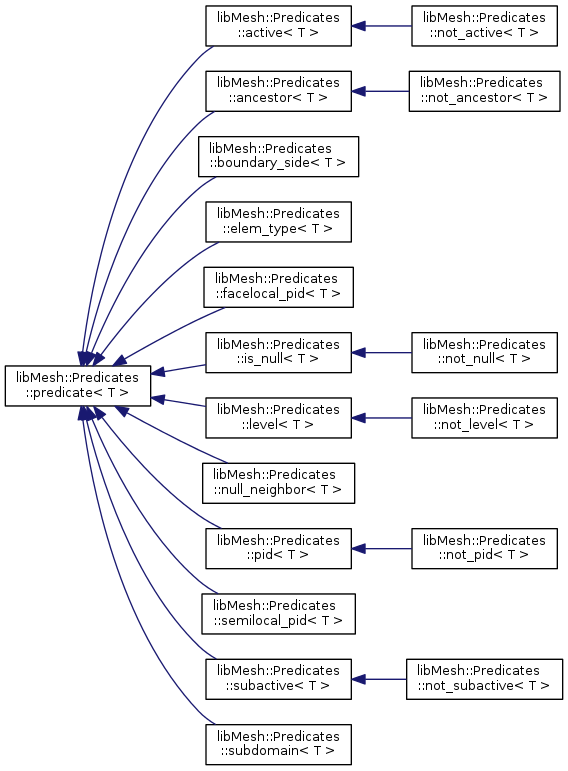 libMesh::Predicates
::active< T >
libMesh::Predicates
::not_active< T >
libMesh::Predicates
::ancestor< T >
libMesh::Predicates
::not_ancestor< T >
libMesh::Predicates
::boundary_side< T >
libMesh::Predicates
::elem_type< T >
libMesh::Predicates
::facelocal_pid< T >
libMesh::Predicates
::is_null< T >
libMesh::Predicates
::not_null< T >
libMesh::Predicates
::predicate< T >
libMesh::Predicates
::level< T >
libMesh::Predicates
::not_level< T >
libMesh::Predicates
::null_neighbor< T >
libMesh::Predicates
::pid< T >
libMesh::Predicates
::not_pid< T >
libMesh::Predicates
::semilocal_pid< T >
libMesh::Predicates
::subactive< T >
libMesh::Predicates
::not_subactive< T >
libMesh::Predicates
::subdomain< T >